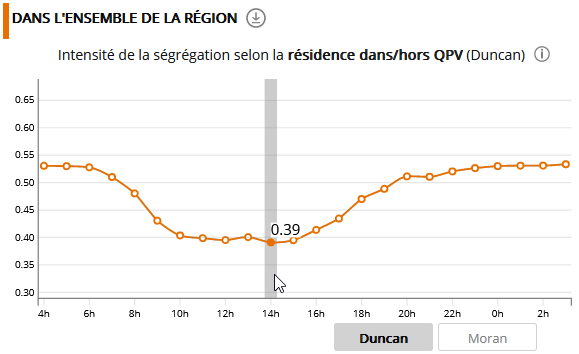 DANS L'ENSEMBLE DE LA RÉGION
Intensité de la ségrégation selon la résidence dans/hors QPV (Duncan) i
0.65
0.60
0.55
0.50
0.45
0.40
0.35
0.30
0.39
4h 6h 8h 10h 12h 14h 16h 18h 20h 22h 0h 2h
Duncan Moran